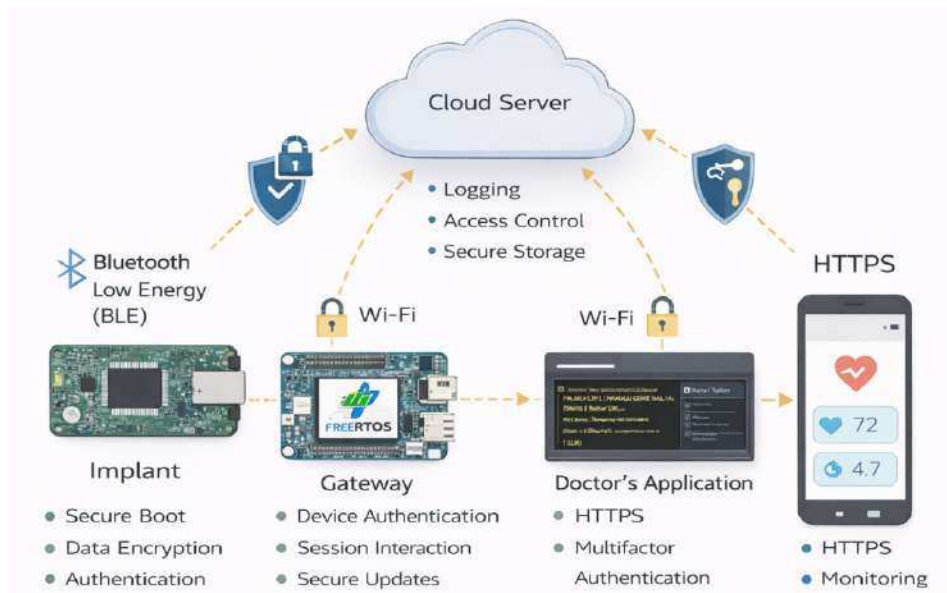 Cloud Server
Logging
Access Control
Secure Storage
Bluetooth
Low Energy
(BLE)
HTTPS
Wi-Fi
Wi-Fi
FREERTOS
72
4.7
Implant
Secure Boot
Data Encryption
Authentication
Gateway
Device Authentication
Session Interaction
Secure Updates
Doctor's Application
HTTPS
Multifactor
Authentication
HTTPS
Monitoring